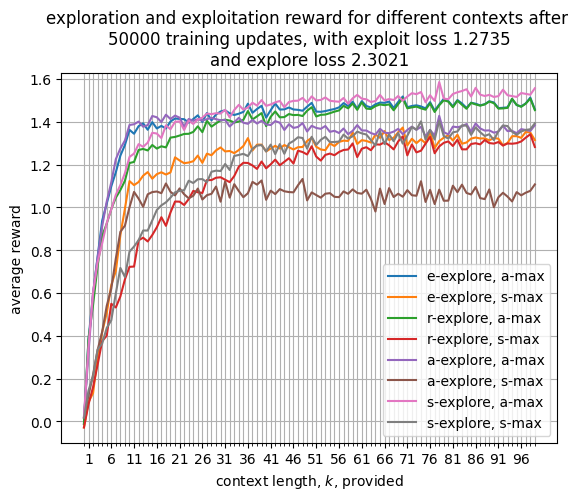 exploration and exploitation reward for different contexts after
50000 training updates, with exploit loss 1.2735
and explore loss 2.3021
1.6
1.4
1.2
1.0
0.8
0.6
0.4
0.2
0.0
average reward
e-explore, a-max
e-explore, s-max
r-explore, a-max
r-explore, s-max
a-explore, a-max
a-explore, s-max
s-explore, a-max
s-explore, s-max
1 6 11 16 21 26 31 36 41 46 51 56 61 66 71 76 81 86 91 96
context length, k, provided